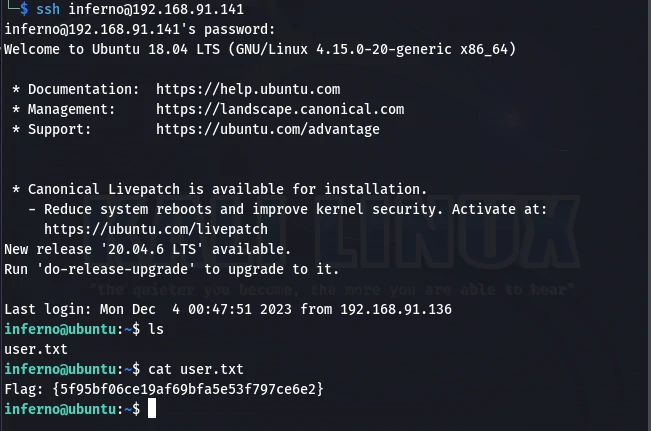 $ ssh inferno@192.168.91.141
inferno@192.168.91.141's password:
Welcome to Ubuntu 18.04 LTS (GNU/Linux 4.15.0-20-generic x86_64)
* Documentation:  https://help.ubuntu.com
* Management:     https://landscape.canonical.com
* Support:        https://ubuntu.com/advantage
* Canonical Livepatch is available for installation.
- Reduce system reboots and improve kernel security. Activate at:
https://ubuntu.com/livepatch
KALI LINUX
New release '20.04.6 LTS' available.
Run 'do-release-upgrade' to upgrade to it.
"the quieter you become, the more you are able to hear"
Last login: Mon Dec  4 00:47:51 2023 from 192.168.91.136
inferno@ubuntu:~$ ls
user.txt
inferno@ubuntu:~$ cat user.txt
Flag: {5f95bf06ce19af69bfa5e53f797ce6e2}
inferno@ubuntu:~$